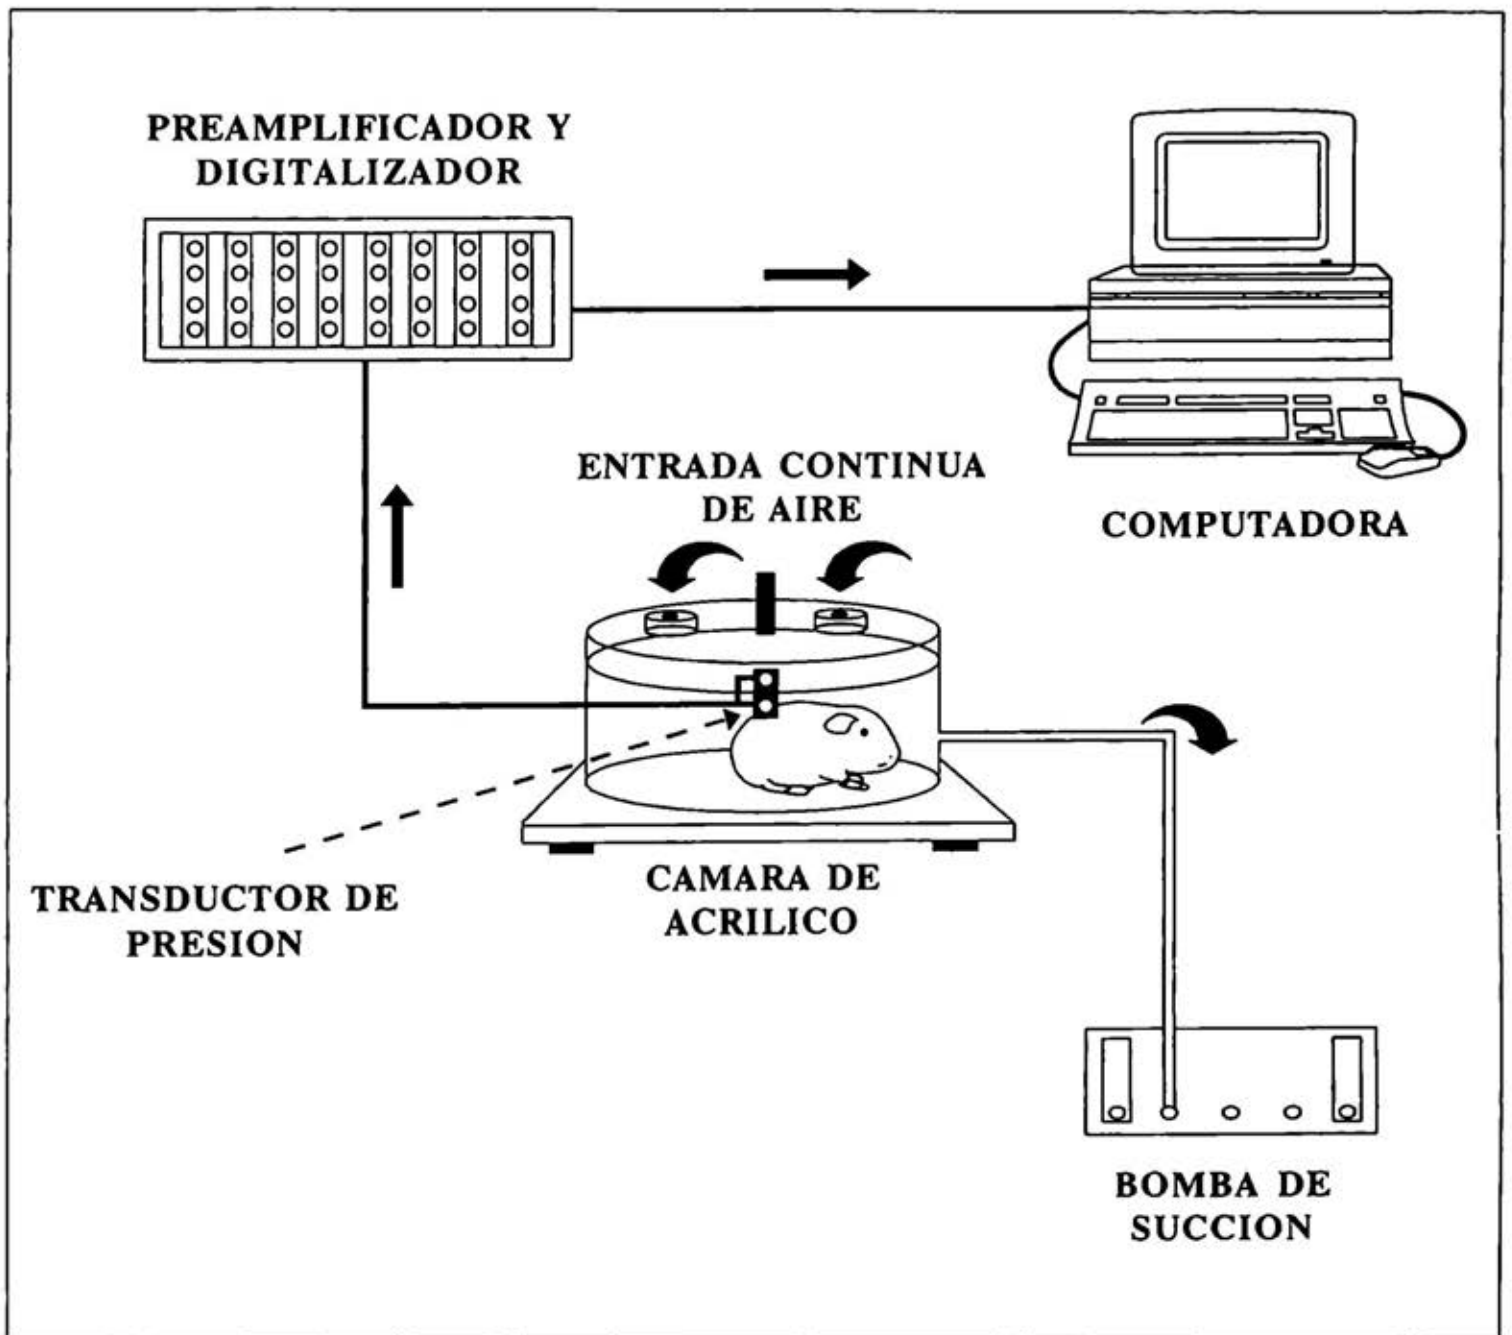 PREAMPLIFICADOR Y
DIGITALIZADOR
ENTRADA CONTINUA
DE AIRE
COMPUTADORA
TRANSDUCTOR DE
PRESION
CAMARA DE
ACRILICO
BOMBA DE
SUCCION